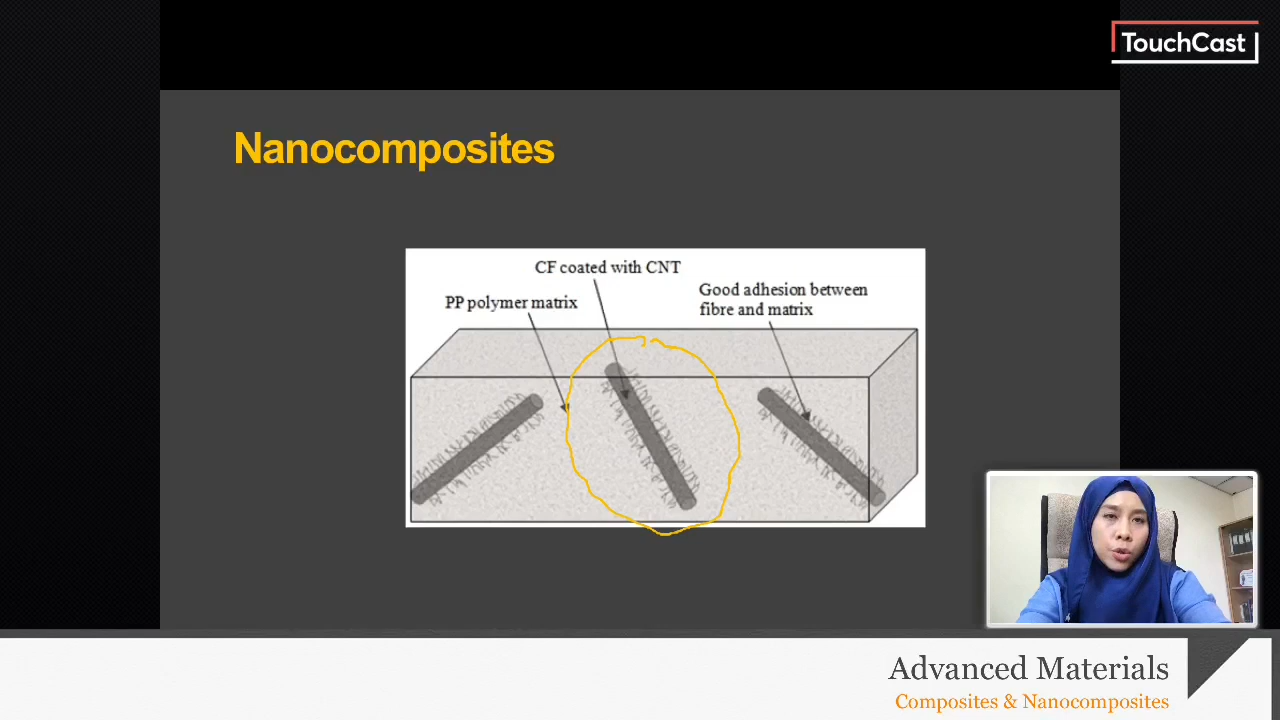 TouchCast
Nanocomposites
CF coated with CNT
PP polymer matrix
Good adhesion between
fibre and matrix
Advanced Materials
Composites & Nanocomposites